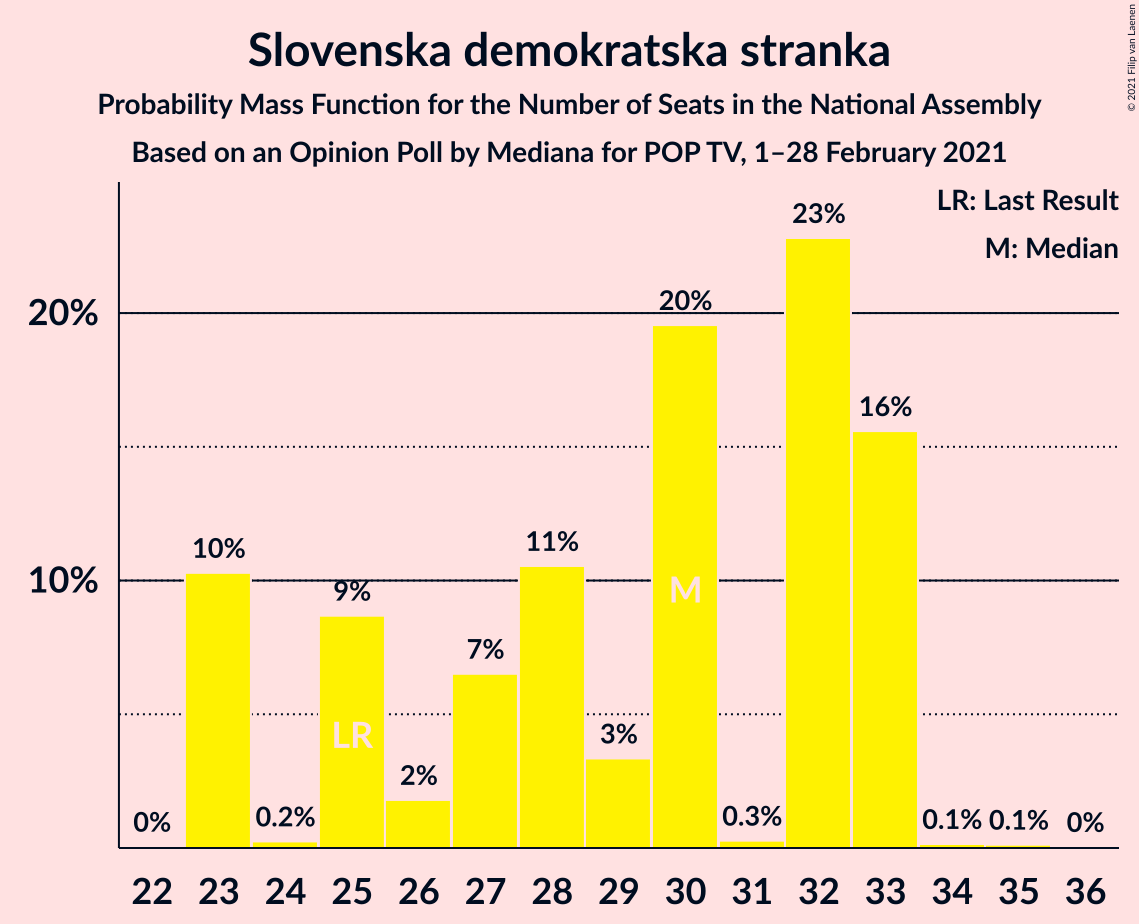 Slovenska demokratska stranka
Probability Mass Function for the Number of Seats in the National Assembly
Based on an Opinion Poll by Mediana for POP TV, 1–28 February 2021
© 2021 Filip van Laenen
LR: Last Result
M: Median
20%
10%
0%
10%
0.2%
9%
2%
7%
11%
3%
20%
0.3%
23%
16%
0.1%
0.1%
0%
LR
M
22 23 24 25 26 27 28 29 30 31 32 33 34 35 36